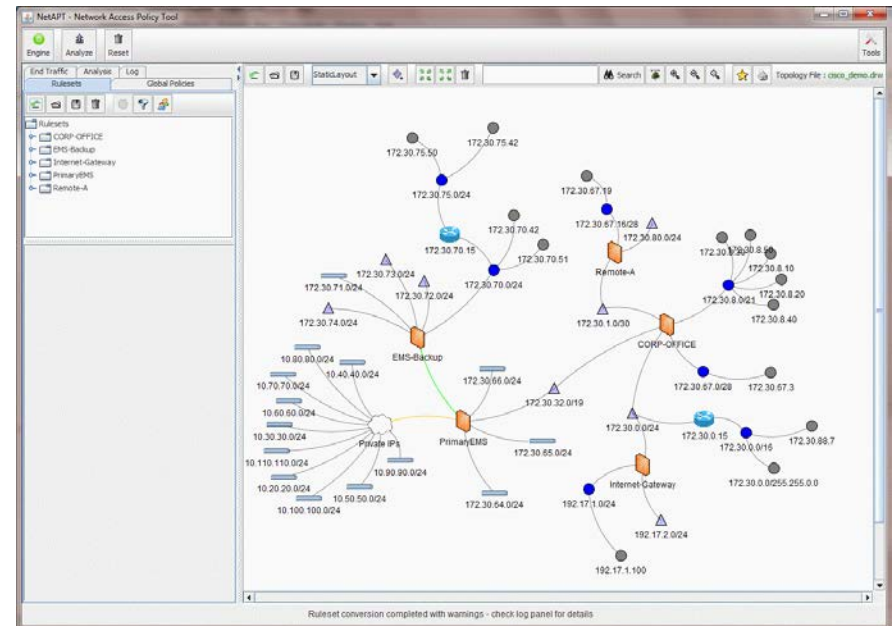 NetAPT - Network Access Policy Tool
Engine Analyze Reset Tools
End Traffic Analysis Log
Rulesets Global Policies
StaticLayout Search Topology File : cisco_demo.drw
Rulesets
CORP-OFFICE
EMS-Backup
Internet-Gateway
PrimaryEMS
Remote-A
172.30.75.42
172.30.75.50
172.30.75.0/24
172.30.67.19
172.30.67.16/28
172.30.80.0/24
172.30.70.42
172.30.70.15
172.30.70.51
172.30.8.50
172.30.8.10
172.30.8.20
172.30.8.40
172.30.8.0/21
Remote-A
172.30.73.0/24
172.30.71.0/24
172.30.72.0/24
172.30.70.0/24
172.30.74.0/24
172.30.1.0/30
CORP-OFFICE
EMS-Backup
10.80.80.0/24
10.40.40.0/24
172.30.66.0/24
172.30.32.0/19
172.30.67.0/28
172.30.67.3
10.70.70.0/24
10.60.60.0/24
10.30.30.0/24
Private IPs
PrimaryEMS
172.30.0.0/24
172.30.0.15
172.30.0.0/16
172.30.88.7
10.110.110.0/24
10.90.90.0/24
172.30.65.0/24
10.20.20.0/24
10.50.50.0/24
10.100.100.0/24
172.30.64.0/24
Internet-Gateway
172.30.0.0/255.255.0.0
192.17.1.0/24
192.17.2.0/24
192.17.1.100
Ruleset conversion completed with warnings - check log panel for details